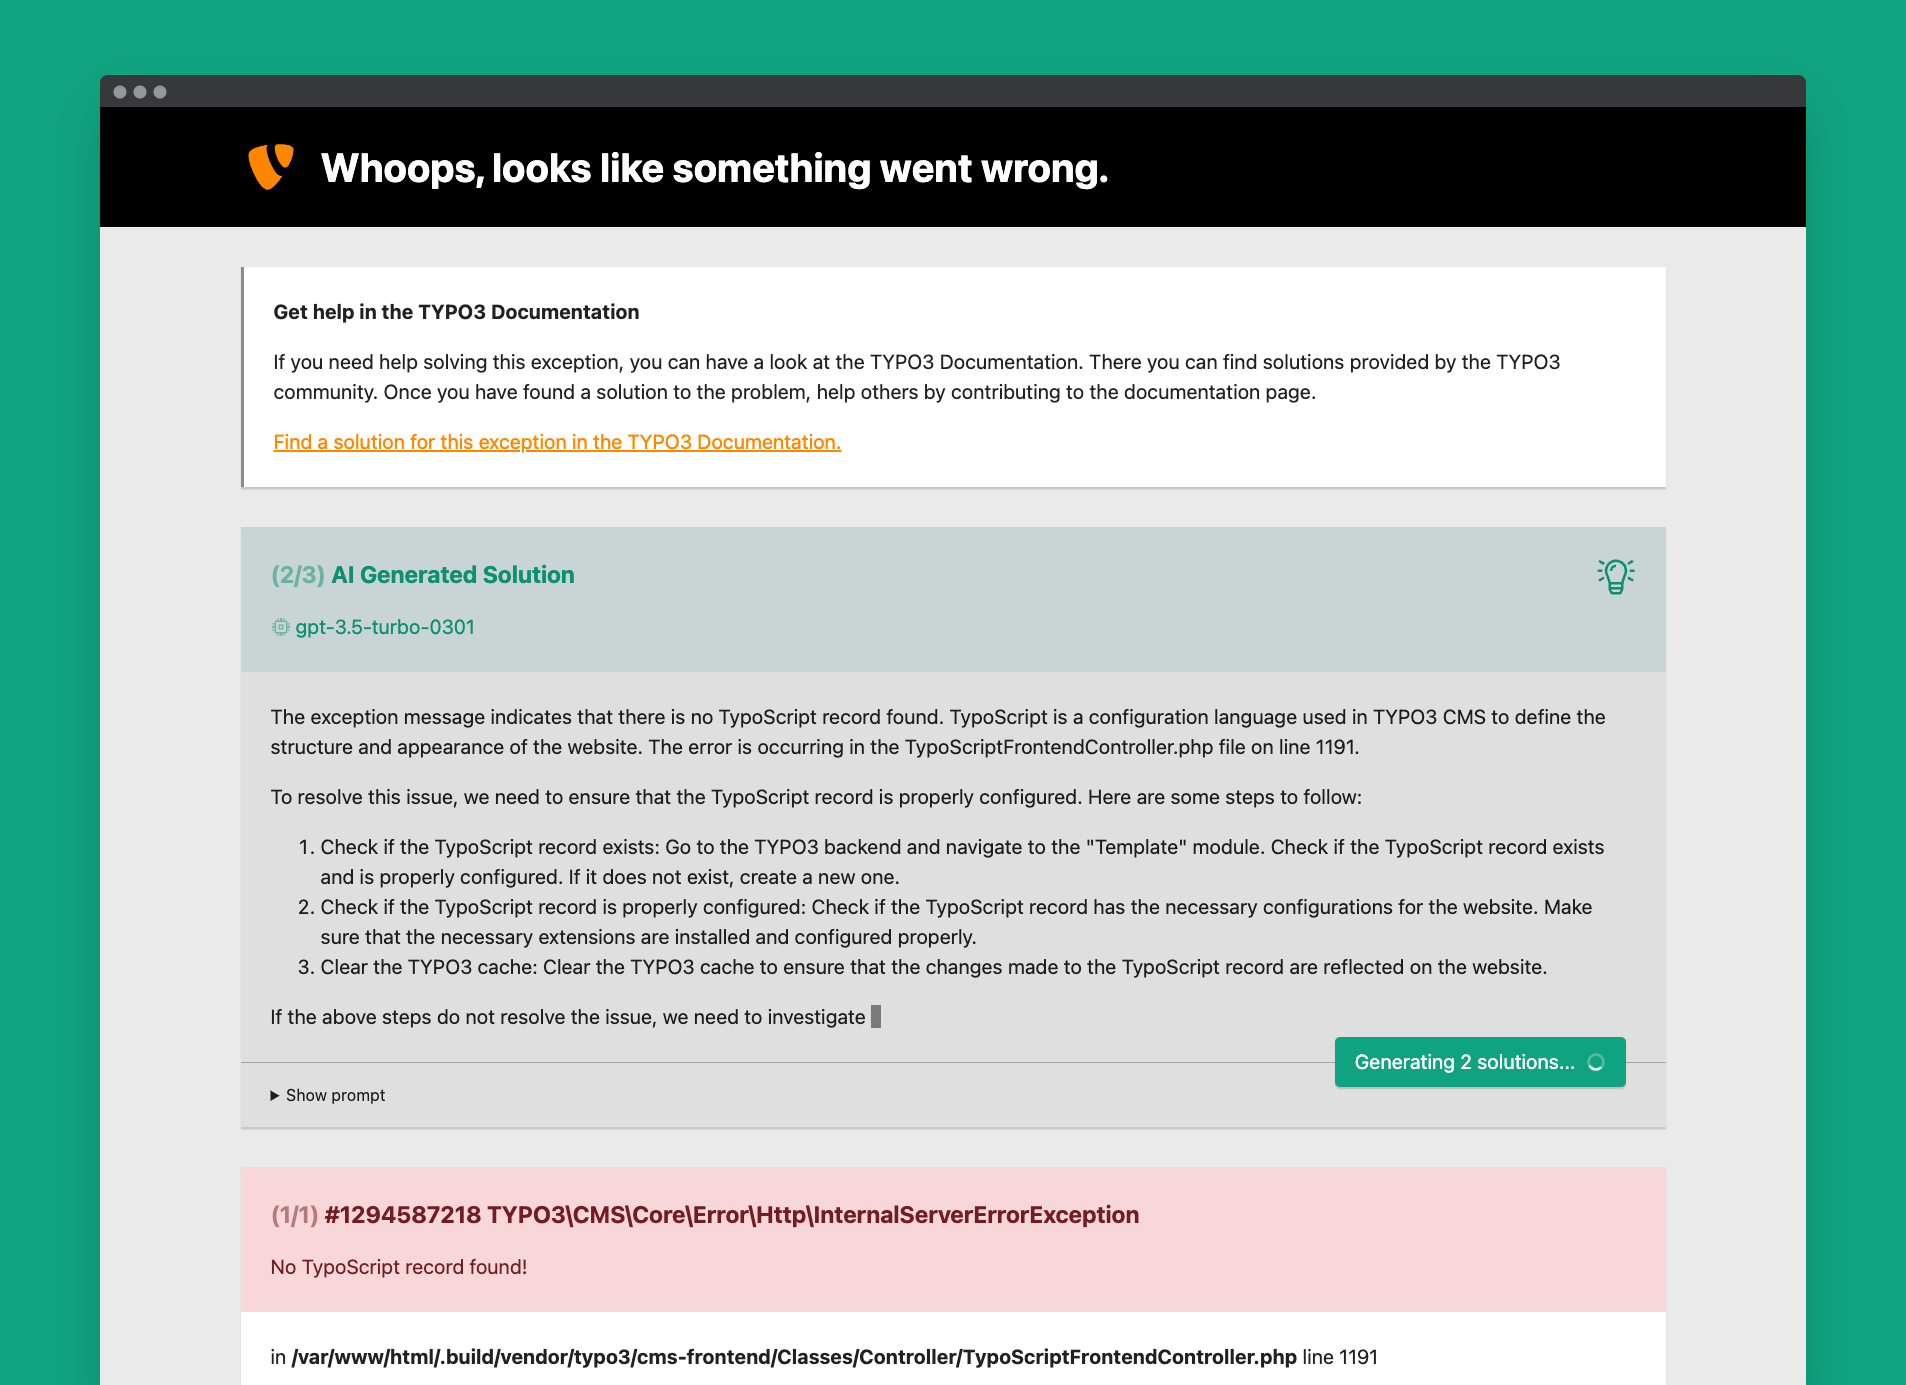 Whoops, looks like something went wrong.
Get help in the TYPO3 Documentation
If you need help solving this exception, you can have a look at the TYPO3 Documentation. There you can find solutions provided by the TYPO3
community. Once you have found a solution to the problem, help others by contributing to the documentation page.
Find a solution for this exception in the TYPO3 Documentation.
(2/3) AI Generated Solution
gpt-3.5-turbo-0301
The exception message indicates that there is no TypoScript record found. TypoScript is a configuration language used in TYPO3 CMS to define the
structure and appearance of the website. The error is occurring in the TypoScriptFrontendController.php file on line 1191.
To resolve this issue, we need to ensure that the TypoScript record is properly configured. Here are some steps to follow:
1. Check if the TypoScript record exists: Go to the TYPO3 backend and navigate to the "Template" module. Check if the TypoScript record exists
and is properly configured. If it does not exist, create a new one.
2. Check if the TypoScript record is properly configured: Check if the TypoScript record has the necessary configurations for the website. Make
sure that the necessary extensions are installed and configured properly.
3. Clear the TYPO3 cache: Clear the TYPO3 cache to ensure that the changes made to the TypoScript record are reflected on the website.
If the above steps do not resolve the issue, we need to investigate
Generating 2 solutions...
Show prompt
(1/1) #1294587218 TYPO3\CMS\Core\Error\Http\InternalServerErrorException
No TypoScript record found!
in /var/www/html/.build/vendor/typo3/cms-frontend/Classes/Controller/TypoScriptFrontendController.php line 1191